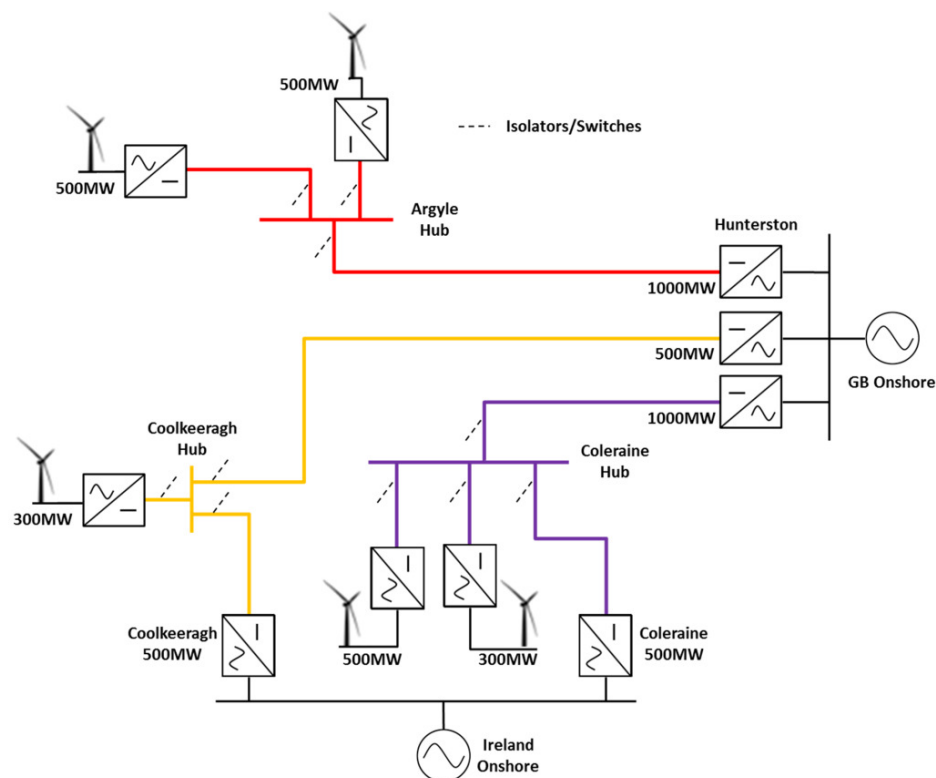 500MW
Isolators/Switches
500MW
Argyle
Hub
Hunterston
1000MW
500MW
GB Onshore
1000MW
Coolkeeragh
Hub
Coleraine
Hub
300MW
Coolkeeragh
500MW
500MW
300MW
Coleraine
500MW
Ireland
Onshore